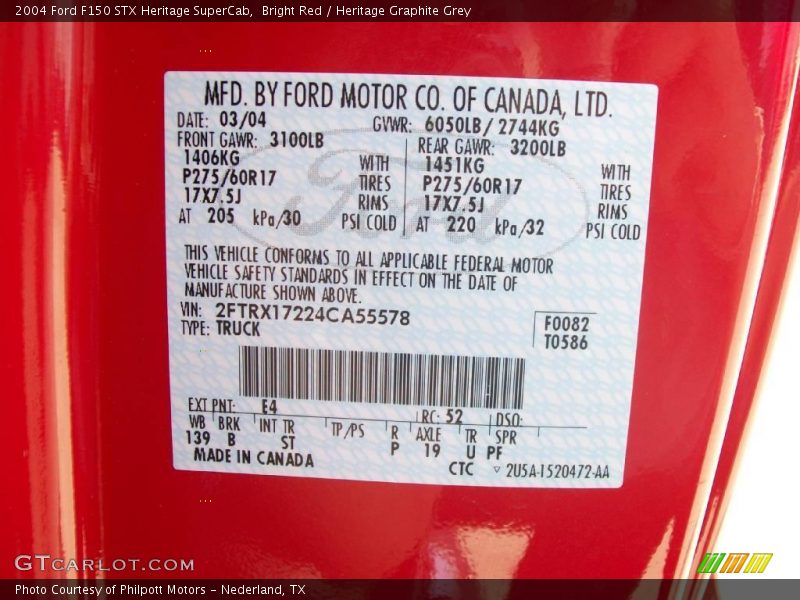 2004 Ford F150 STX Heritage SuperCab,  Bright Red / Heritage Graphite Grey
MFD. BY FORD MOTOR CO. OF CANADA, LTD.
DATE: 03/04 GVWR: 6050LB/ 2744KG
FRONT GAWR: 3100LB REAR GAWR: 3200LB
1406KG WITH 1451KG WITH
P275/60R17 TIRES P275/60R17 TIRES
17X7.5J RIMS 17X7.5J RIMS
AT 205 kPa/30 PSI COLD AT 220 kPa/32 PSI COLD
Ford
THIS VEHICLE CONFORMS TO ALL APPLICABLE FEDERAL MOTOR
VEHICLE SAFETY STANDARDS IN EFFECT ON THE DATE OF
MANUFACTURE SHOWN ABOVE.
VIN: 2FTRX17224CA55578 F0082
TYPE: TRUCK T0586
EXT PNT: E4 RC: 52 DSO:
WB BRK INT TR TP/PS R AXLE TR SPR
139 B ST P 19 U PF
MADE IN CANADA CTC ▽ 2U5A-1520472-AA
GTCARLOT.COM
Photo Courtesy of Philpott Motors - Nederland, TX